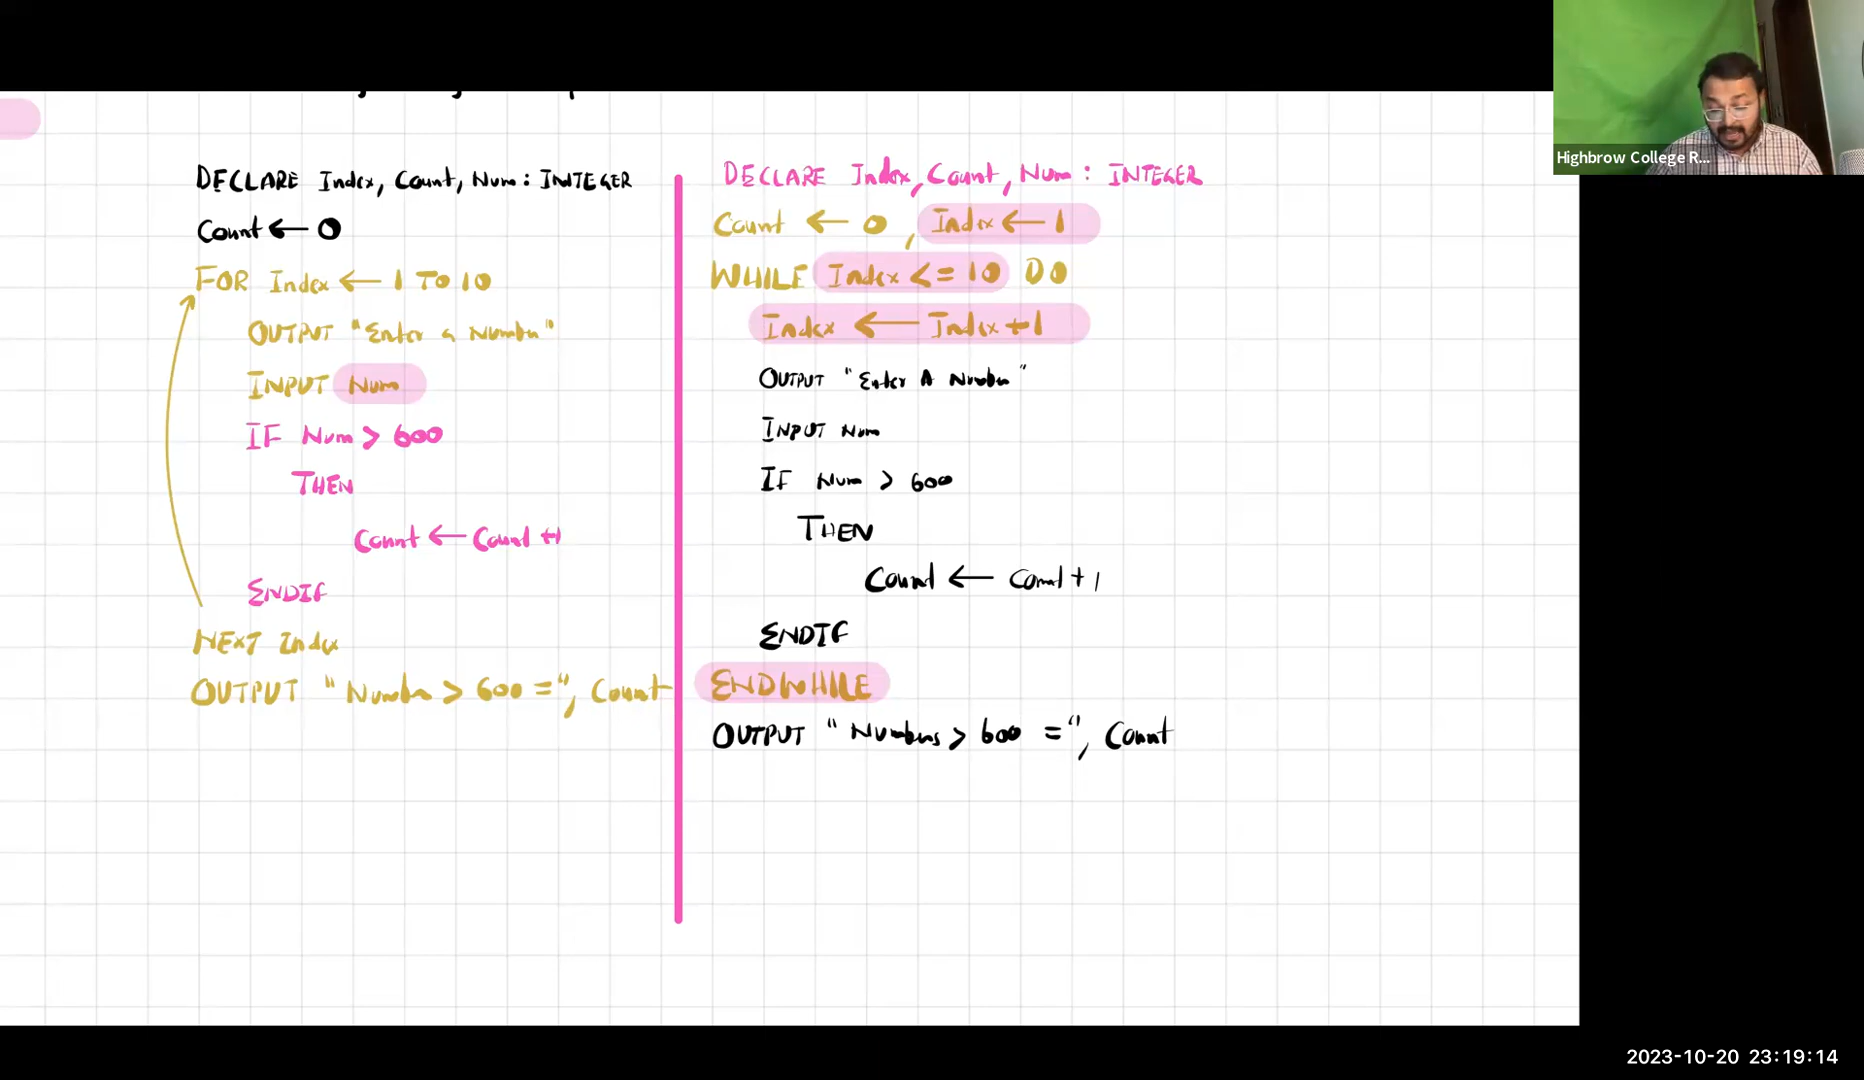 DECLARE Index, Count, Num : INTEGER
Count ← 0
FOR Index ← 1 TO 10
OUTPUT "Enter a Number"
INPUT Num
IF Num > 600
THEN
Count ← Count +1
ENDIF
NEXT Index
OUTPUT "Number > 600 =", Count
DECLARE Index, Count, Num : INTEGER
Count ← 0, Index ← 1
WHILE Index <= 10 DO
Index ← Index +1
OUTPUT "Enter A Number"
INPUT Num
IF Num > 600
THEN
Count ← Count + 1
ENDIF
ENDWHILE
OUTPUT "Numbers > 600 =", Count
Highbrow College R...
2023-10-20 23:19:14